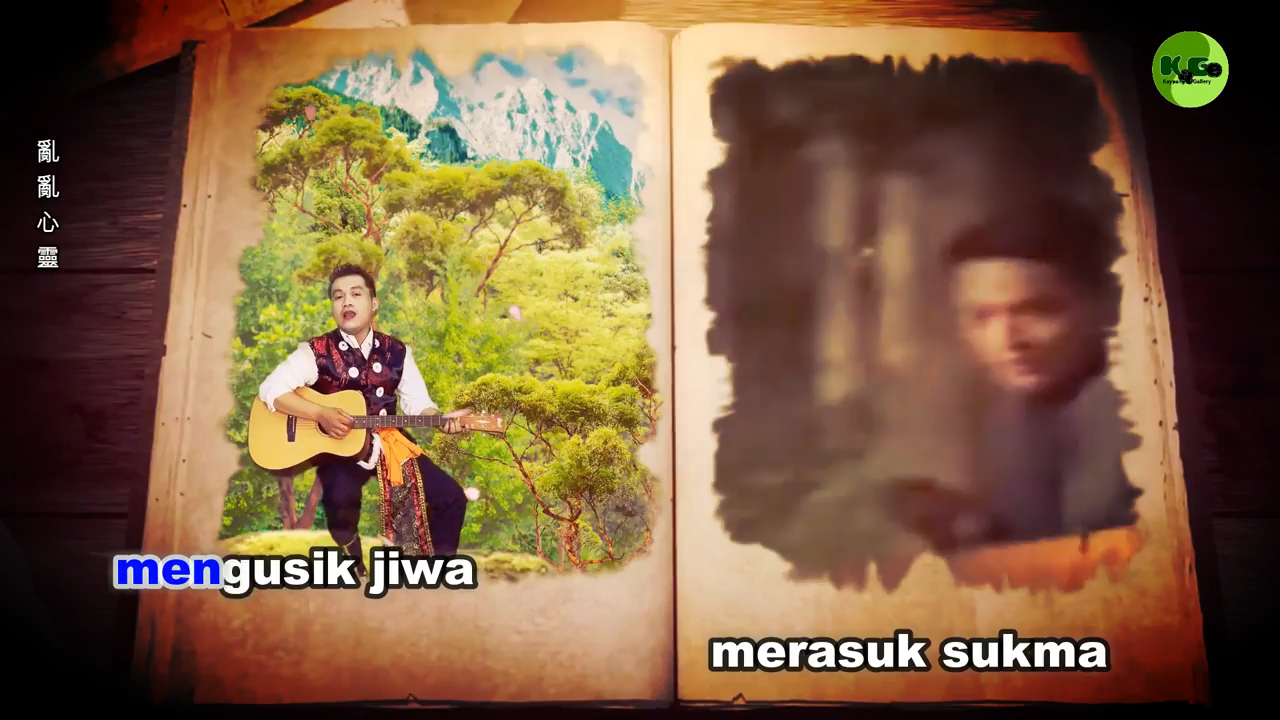 亂亂心靈
mengusik jiwa
merasuk sukma